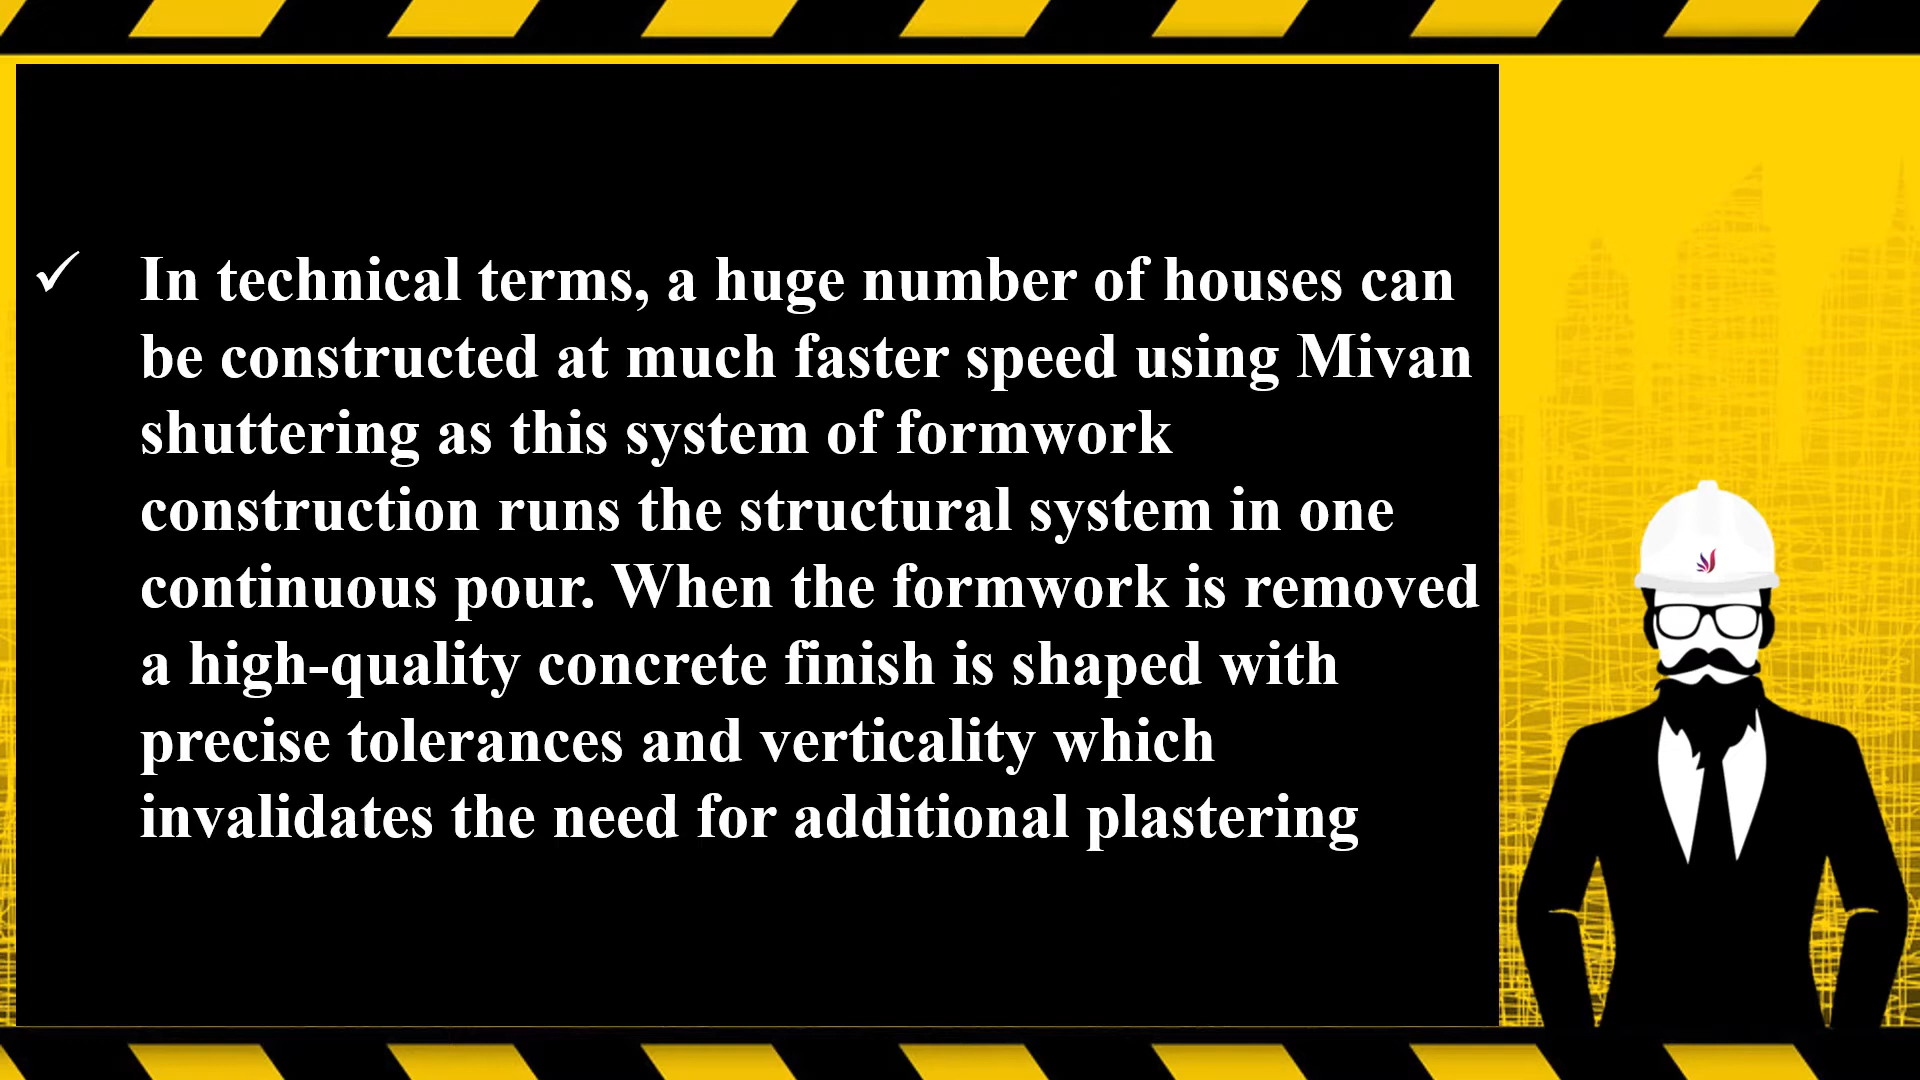 ✓ In technical terms, a huge number of houses can
be constructed at much faster speed using Mivan
shuttering as this system of formwork
construction runs the structural system in one
continuous pour. When the formwork is removed
a high-quality concrete finish is shaped with
precise tolerances and verticality which
invalidates the need for additional plastering